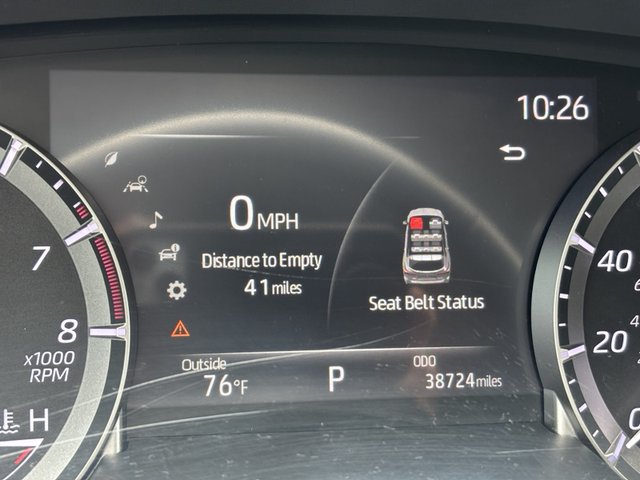 10:26
0 MPH
Distance to Empty
41 miles
Seat Belt Status
Outside
76°F
P
ODO
38724 miles
7
8
x1000
RPM
H
40
20
0